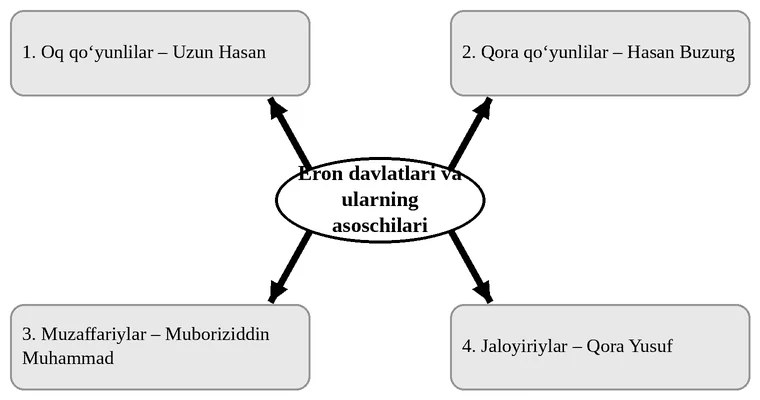 1. Oq qo‘yunlilar – Uzun Hasan
2. Qora qo‘yunlilar – Hasan Buzurg
Eron davlatlari va
ularning
asoschilari
3. Muzaffariylar – Muboriziddin
Muhammad
4. Jaloyiriylar – Qora Yusuf